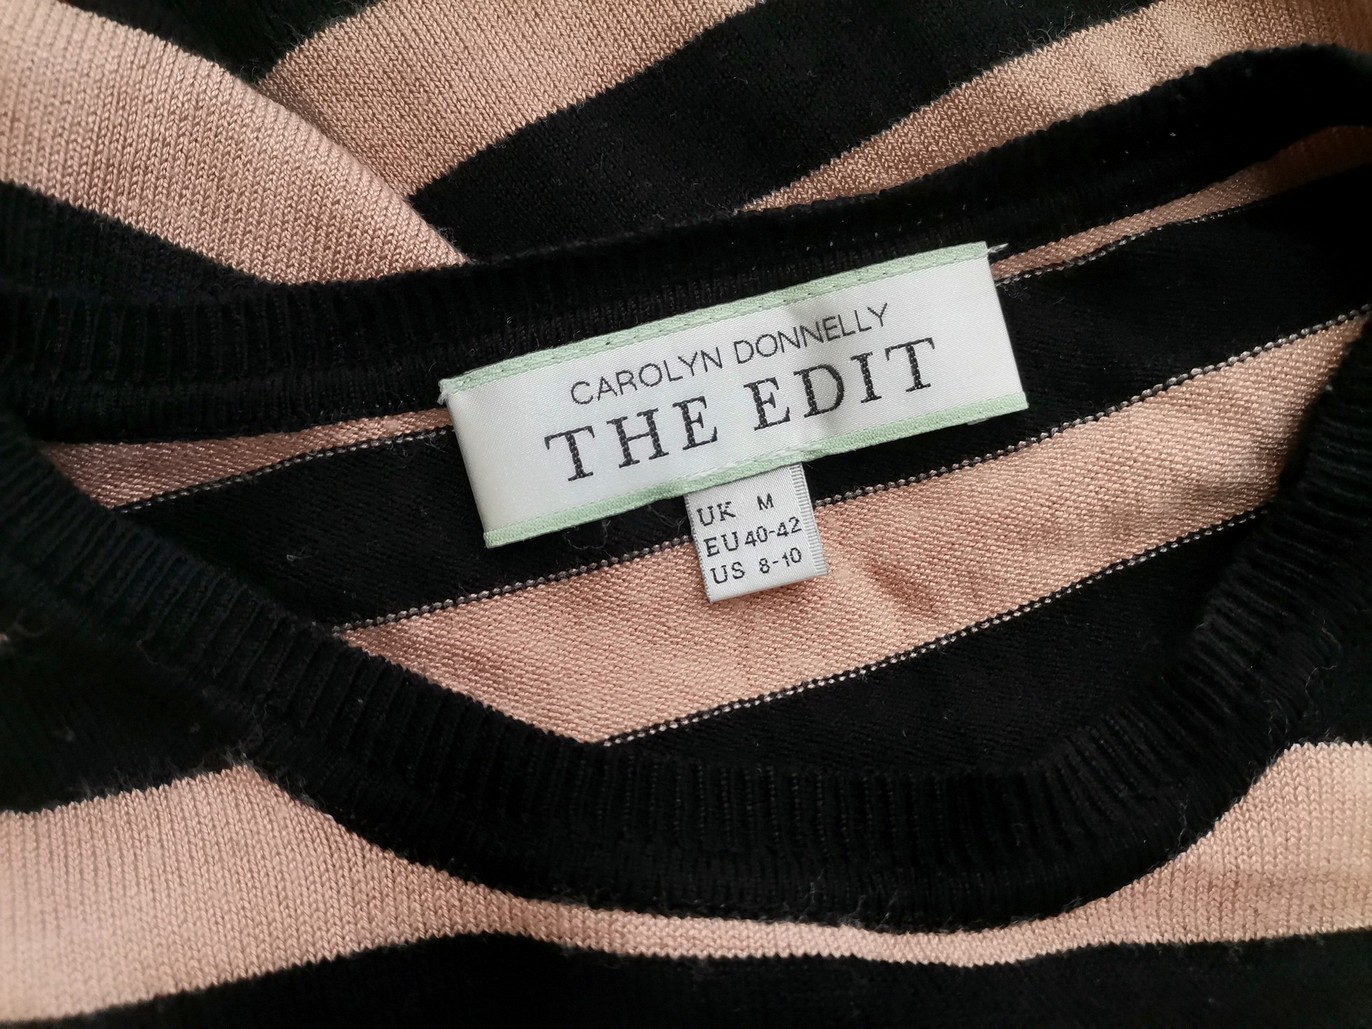 CAROLYN DONNELLY
THE EDIT
UK M
EU 40-42
US 8-10